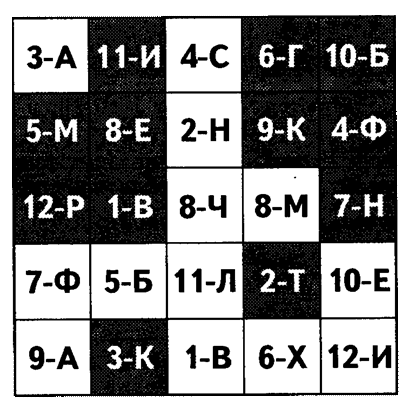 3-А 11-И 4-С 6-Г 10-Б
5-М 8-Е 2-Н 9-К 4-Ф
12-Р 1-В 8-Ч 8-М 7-Н
7-Ф 5-Б 11-Л 2-Т 10-Е
9-А 3-К 1-В 6-Х 12-И